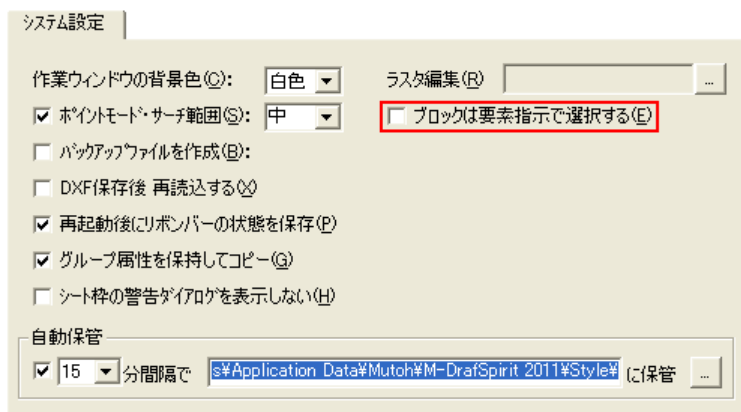 システム設定
作業ウィンドウの背景色(C): 白色 ラスタ編集(R) ...
ポイントモード・サーチ範囲(S): 中 ブロックは要素指示で選択する(E)
バックアップファイルを作成(B):
DXF保存後 再読込する(X)
再起動後にリボンバーの状態を保存(P)
グループ属性を保持してコピー(G)
シート枠の警告ダイアログを表示しない(H)
自動保管
15 分間隔で s¥Application Data¥Mutoh¥M-DrafSpirit 2011¥Style¥ に保管 ...